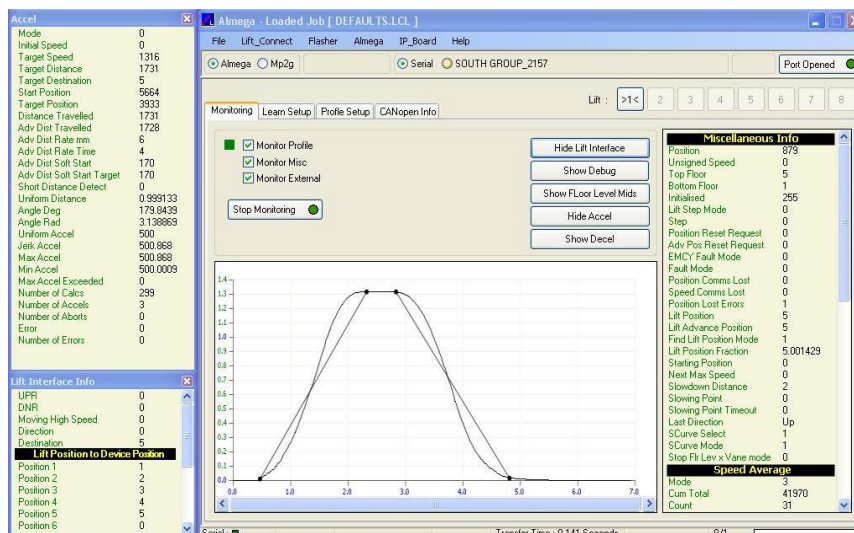 Accel
Mode 0
Initial Speed 0
Target Speed 1316
Target Distance 1731
Target Destination 5
Start Position 5664
Target Position 3933
Distance Travelled 1731
Adv Dist Travelled 1728
Adv Dist Rate mm 6
Adv Dist Rate Time 4
Adv Dist Soft Start 170
Adv Dist Soft Start Target 170
Short Distance Detect 0
Uniform Distance 0.999133
Angle Deg 179.8439
Angle Rad 3.138869
Uniform Accel 500
Jerk Accel 500.868
Max Accel 500.868
Min Accel 500.0009
Max Accel Exceeded 0
Number of Calcs 299
Number of Accels 3
Number of Aborts 0
Error 0
Number of Errors 0
Lift Interface Info
UPR 0
DNR 0
Moving High Speed 0
Direction 0
Destination 5
Lift Position to Device Position
Position 1 1
Position 2 2
Position 3 3
Position 4 4
Position 5 5
Position 6 0
Almega - Loaded Job [ DEFAULTS.LCL ]
File Lift_Connect Flasher Almega IP_Board Help
Almega Mp2g Serial SOUTH GROUP_2157 Port Opened
Lift : >1< 2 3 4 5 6 7 8
Monitoring Learn Setup Profle Setup CANopen Info
Monitor Profile
Monitor Misc
Monitor External
Stop Monitoring
Hide Lift Interface
Show Debug
Show FLoor Level Mids
Hide Accel
Show Decel
1.4
1.3
1.2
1.1
1.0
0.9
0.8
0.7
0.6
0.5
0.4
0.3
0.2
0.1
0.0
0.0 1.0 2.0 3.0 4.0 5.0 6.0 7.0
Miscellaneous Info
Position 879
Unsigned Speed 0
Top Floor 5
Bottom Floor 1
Initialised 255
Lift Step Mode 0
Step 0
Position Reset Request 0
Adv Pos Reset Request 0
EMCY Fault Mode 0
Fault Mode 0
Position Comms Lost 0
Speed Comms Lost 0
Position Lost Errors 1
Lift Position 5
Lift Advance Position 5
Find Lift Position Mode 1
Lift Position Fraction 5.001429
Starting Position 0
Next Max Speed 0
Slowdown Distance 2
Slowing Point 0
Slowing Point Timeout 0
Last Direction Up
SCurve Select 1
SCurve Mode 1
Stop Flr Lev x Vane mode 0
Speed Average
Mode 3
Cum Total 41970
Count 31
Serial : Transfer Time : 0.141 Seconds 0/1